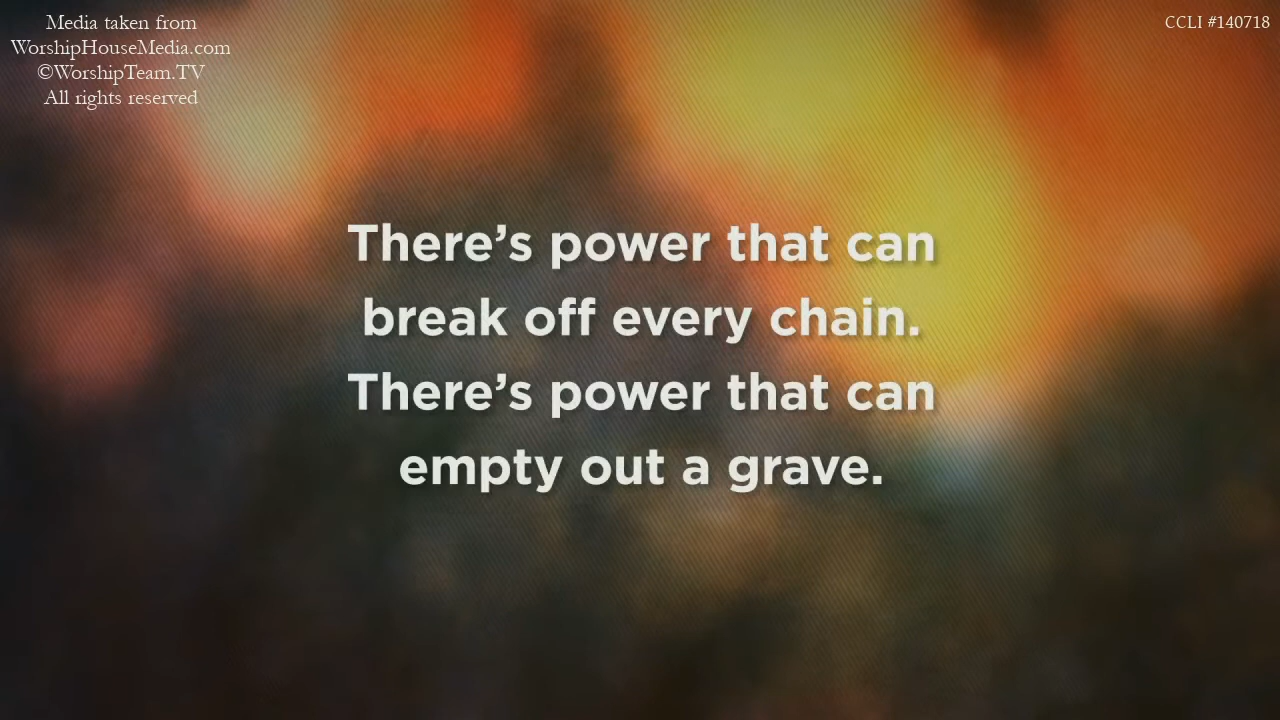 Media taken from
WorshipHouseMedia.com
©WorshipTeam.TV
All rights reserved
CCLI #140718
There's power that can
break off every chain.
There's power that can
empty out a grave.